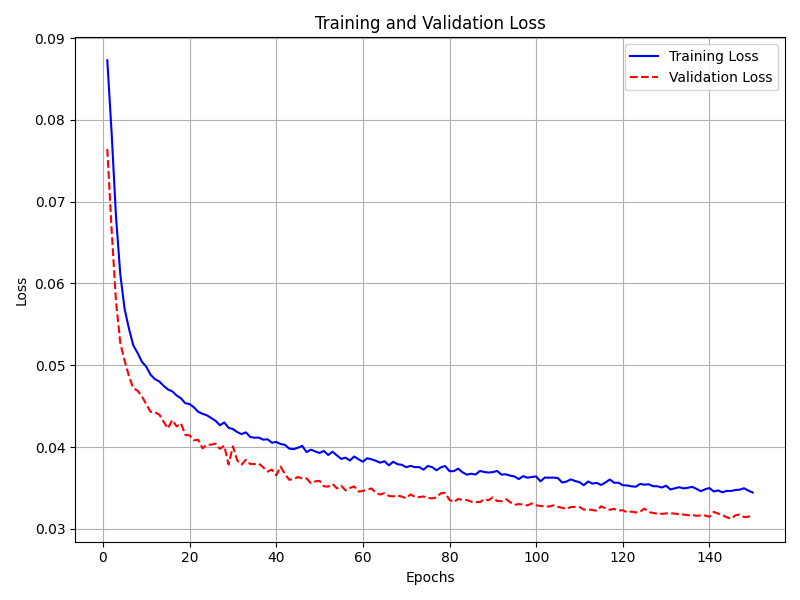 Training and Validation Loss
Training Loss
Validation Loss
0.09
0.08
0.07
0.06
0.05
0.04
0.03
Loss
0 20 40 60 80 100 120 140
Epochs